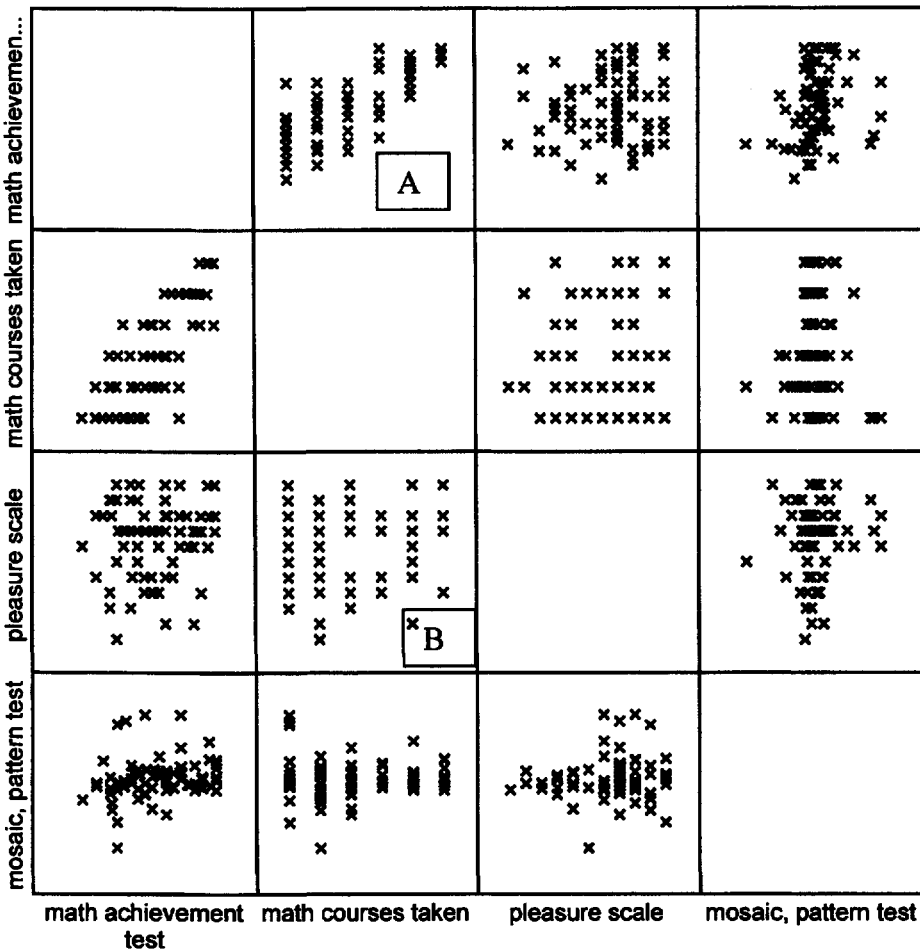 math achievemen...
A
math courses taken
pleasure scale
B
mosaic, pattern test
math achievement
test
math courses taken
pleasure scale
mosaic, pattern test